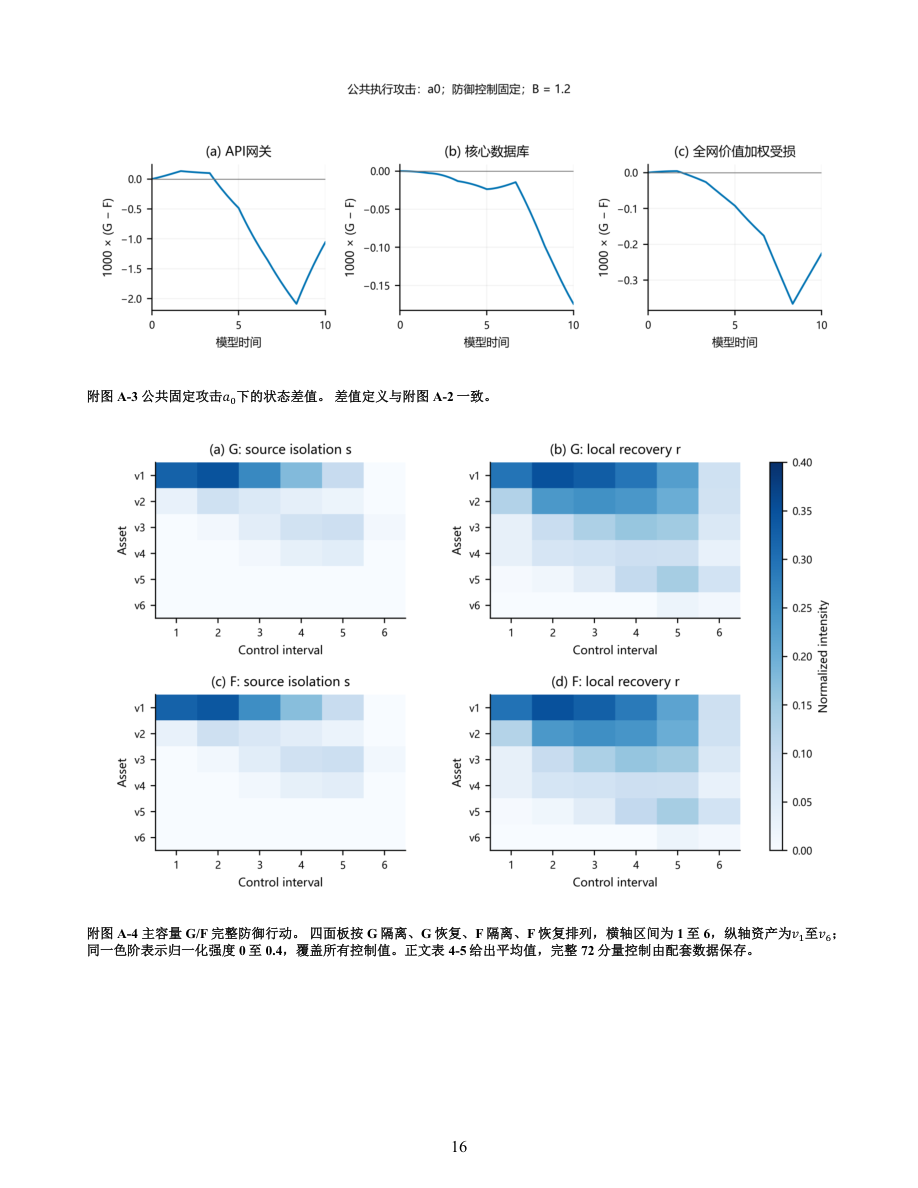 公共执行攻击：a0；防御控制固定；B = 1.2
(a) API网关
(b) 核心数据库
(c) 全网价值加权受损
1000 × (G − F)
0.0
−0.5
−1.0
−1.5
−2.0
0 5 10
模型时间
1000 × (G − F)
0.00
−0.05
−0.10
−0.15
0 5 10
模型时间
1000 × (G − F)
0.0
−0.1
−0.2
−0.3
0 5 10
模型时间
附图 A-3 公共固定攻击a₀下的状态差值。 差值定义与附图 A-2 一致。
(a) G: source isolation s
Asset
v1
v2
v3
v4
v5
v6
1 2 3 4 5 6
Control interval
(b) G: local recovery r
Asset
v1
v2
v3
v4
v5
v6
1 2 3 4 5 6
Control interval
(c) F: source isolation s
Asset
v1
v2
v3
v4
v5
v6
1 2 3 4 5 6
Control interval
(d) F: local recovery r
Asset
v1
v2
v3
v4
v5
v6
1 2 3 4 5 6
Control interval
0.40
0.35
0.30
0.25
0.20
0.15
0.10
0.05
0.00
Normalized intensity
附图 A-4 主容量 G/F 完整防御行动。 四面板按 G 隔离、G 恢复、F 隔离、F 恢复排列，横轴区间为 1 至 6，纵轴资产为v₁至v₆；
同一色阶表示归一化强度 0 至 0.4，覆盖所有控制值。正文表 4-5 给出平均值，完整 72 分量控制由配套数据保存。
16